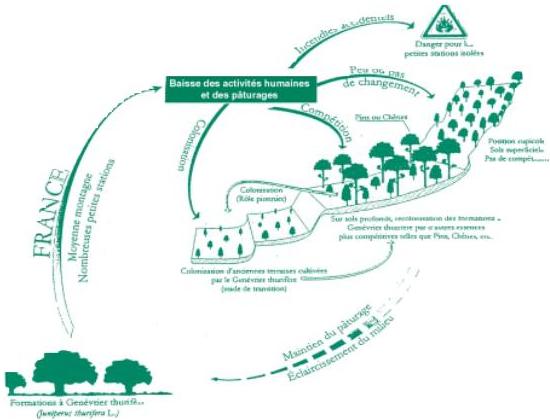 Incendies accidentels
Danger pour
petites stations isolées
Baisse des activités humaines
et des pâturages
Peu ou pas
de changement
Colonisation
Compétition
Pins ou Chênes
Position rupicole
Sols superficiels
Pas de
FRANCE
Moyenne montagne
Nombreuses petites stations
Colonisation
(Rôle pionnier)
Sur sols profonds, recolonisation des formations
Genévrier thurifère par d'autres essences
plus compétitives telles que Pins, Chênes, etc.
Colonisation d'anciennes terrasses cultivées
par le Genévrier thurifère
(stade de transition)
Maintien du pâturage
Éclaircissement du milieu
Formations à Genévrier
(Juniperus thurifera L.)